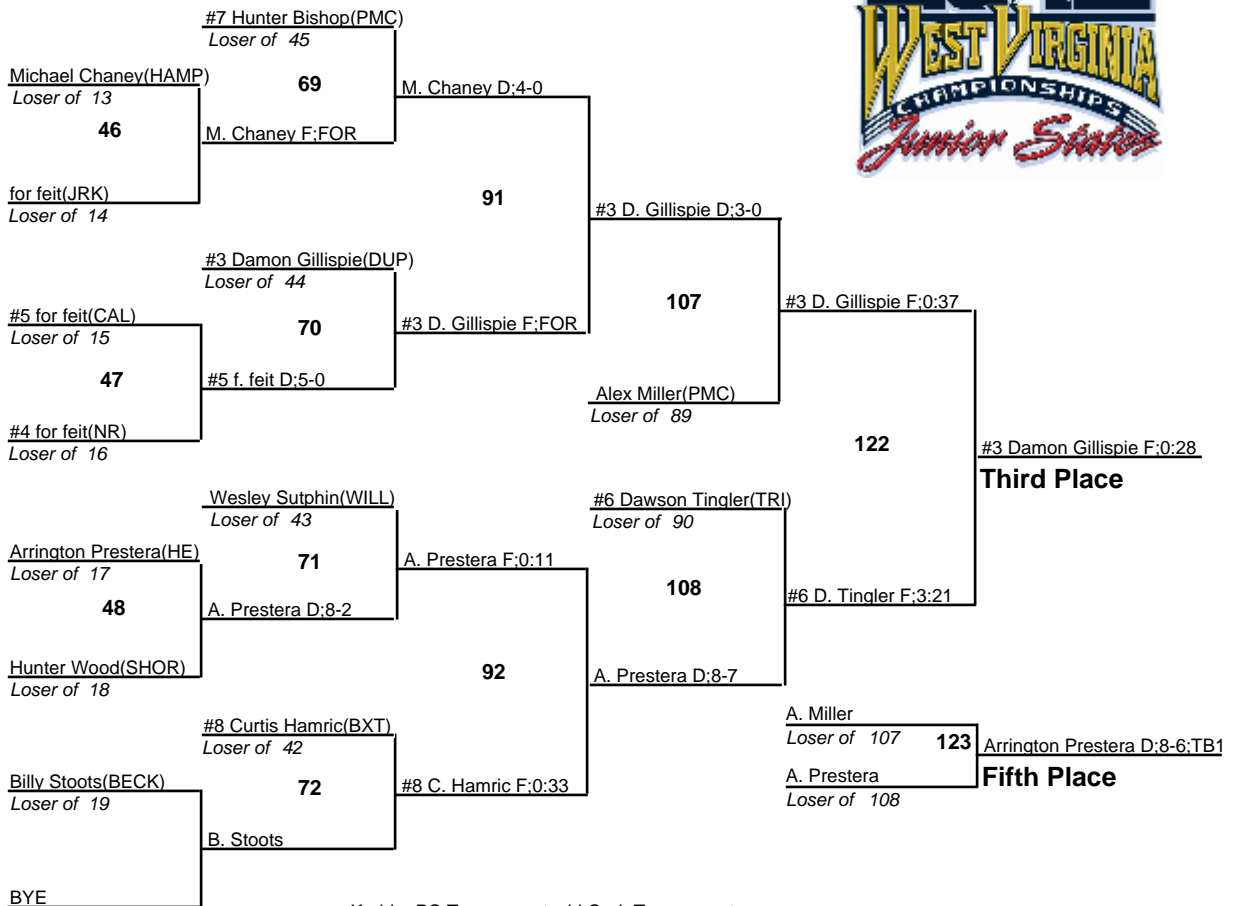 #7 Hunter Bishop(PMC)
Loser of 45
WEST VIRGINIA
CHAMPIONSHIPS
Junior States
Michael Chaney(HAMP)
Loser of 13
69
M. Chaney D;4-0
46
M. Chaney F;FOR
for feit(JRK)
Loser of 14
91
#3 D. Gillispie D;3-0
#3 Damon Gillispie(DUP)
Loser of 44
107
#3 D. Gillispie F;0:37
#5 for feit(CAL)
Loser of 15
70
#3 D. Gillispie F;FOR
47
#5 f. feit D;5-0
Alex Miller(PMC)
Loser of 89
#4 for feit(NR)
Loser of 16
122
#3 Damon Gillispie F;0:28
Third Place
Wesley Sutphin(WILL)
Loser of 43
#6 Dawson Tingler(TRI)
Loser of 90
Arrington Prestera(HE)
Loser of 17
71
A. Prestera F;0:11
108
#6 D. Tingler F;3:21
48
A. Prestera D;8-2
Hunter Wood(SHOR)
Loser of 18
92
A. Prestera D;8-7
#8 Curtis Hamric(BXT)
Loser of 42
A. Miller
Loser of 107
123
Arrington Prestera D;8-6;TB1
Fifth Place
A. Prestera
Loser of 108
Billy Stoots(BECK)
Loser of 19
72
#8 C. Hamric F;0:33
B. Stoots
BYE